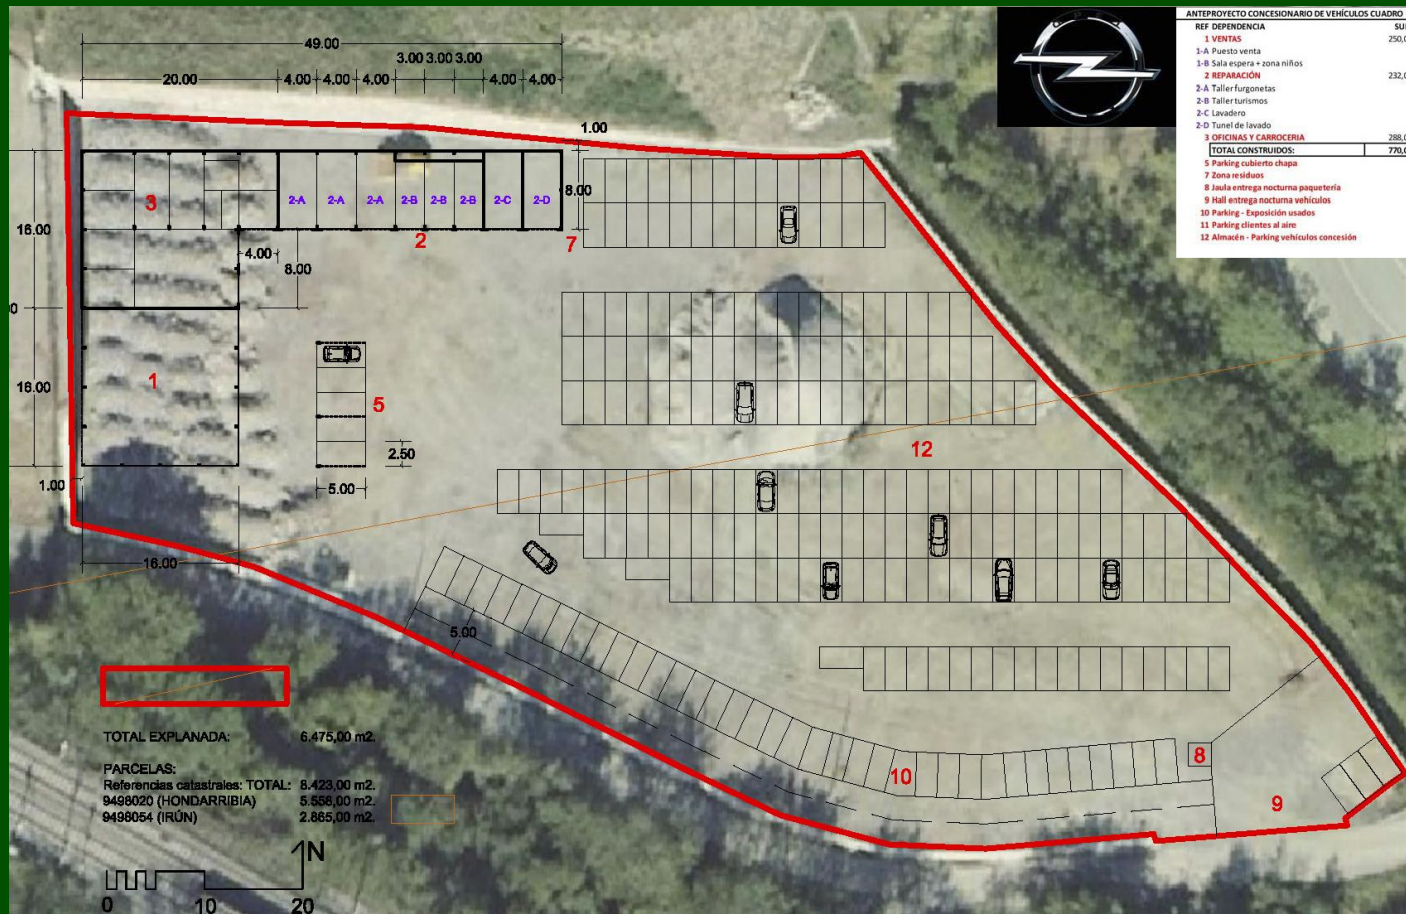 ANTEPROYECTO CONCESIONARIO DE VEHÍCULOS CUADRO
REF DEPENDENCIA
1 VENTAS 250,0
1-A Puesto venta
1-B Sala espera + zona niños
2 REPARACIÓN 232,0
2-A Taller furgonetas
2-B Taller turismos
2-C Lavadero
2-D Tunel de lavado
3 OFICINAS Y CARROCERIA 288,0
TOTAL CONSTRUIDOS: 770,0
5 Parking cubierto chapa
7 Zona residuos
8 Jaula entrega nocturna paquetería
9 Hall entrega nocturna vehículos
10 Parking - Exposición usados
11 Parking clientes al aire
12 Almacén - Parking vehículos concesión
49.00
3.00 3.00 3.00
20.00 4.00 4.00 4.00 4.00 4.00
1.00
8.00
3 2-A 2-A 2-A 2-B 2-B 2-B 2-C 2-D
16.00
2 7
4.00
8.00
16.00
1
5
12
2.50
1.00
5.00
16.00
5.00
10
8
9
TOTAL EXPLANADA: 6.475,00 m2.
PARCELAS:
Referencias catastrales: TOTAL: 8.423,00 m2.
9498020 (HONDARRIBIA) 5.558,00 m2.
9498054 (IRÚN) 2.865,00 m2.
N
0 10 20